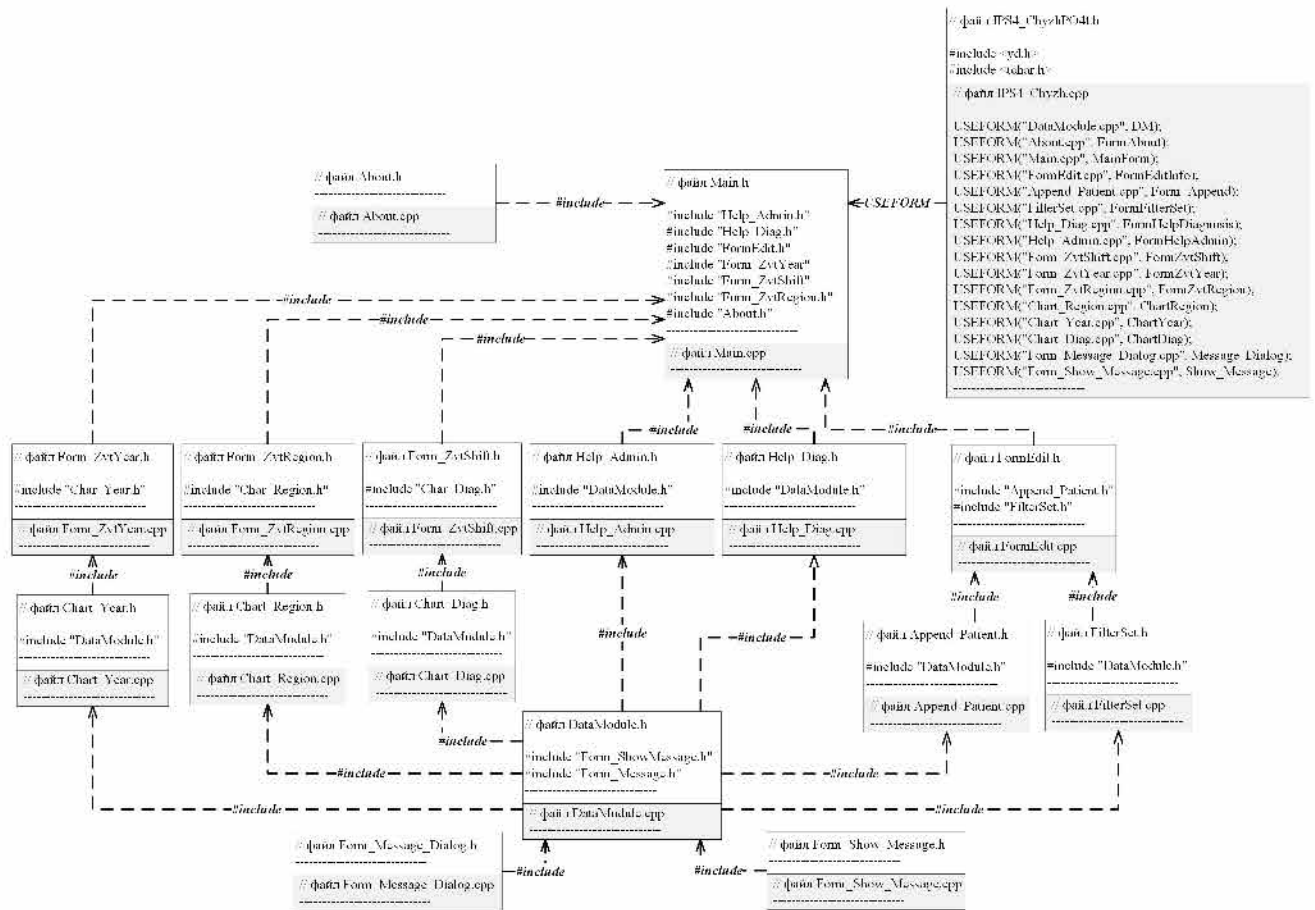 // файл IPS4_ChyzhPO4t.h
#include <vcl.h>
#include <tchar.h>
// файл IPS4_Chyzh.cpp
USEFORM("DataModule.cpp", DM);
USEFORM("About.cpp", FormAbout);
USEFORM("Main.cpp", MainForm);
USEFORM("FormEdit.cpp", FormEditInfo);
USEFORM("Append_Patient.cpp", Form_Append);
USEFORM("FilterSet.cpp", FormFilterSet);
USEFORM("Help_Diag.cpp", FormHelpDiagnosis);
USEFORM("Help_Admin.cpp", FormHelpAdmin);
USEFORM("Form_ZvtShift.cpp", FormZvtShift);
USEFORM("Form_ZvtYear.cpp", FormZvtYear);
USEFORM("Form_ZvtRegion.cpp", FormZvtRegion);
USEFORM("Chart_Region.cpp", ChartRegion);
USEFORM("Chart_Year.cpp", ChartYear);
USEFORM("Chart_Diag.cpp", ChartDiag);
USEFORM("Form_Message_Dialog.cpp", Message_Dialog);
USEFORM("Form_Show_Message.cpp", Show_Message);
// файл About.h
// файл About.cpp
#include
// файл Main.h
#include "Help_Admin.h"
#include "Help_Diag.h"
#include "FormEdit.h"
#include "Form_ZvtYear"
#include "Form_ZvtShift"
#include "Form_ZvtRegion.h"
#include "About.h"
// файл Main.cpp
USEFORM
#include
#include
#include
#include
#include
#include
// файл Form_ZvtYear.h
#include "Char_Year.h"
// файл Form_ZvtYear.cpp
// файл Form_ZvtRegion.h
#include "Char_Region.h"
// файл Form_ZvtRegion.cpp
// файл Form_ZvtShift.h
#include "Char_Diag.h"
// файл Form_ZvtShift.cpp
// файл Help_Admin.h
#include "DataModule.h"
// файл Help_Admin.cpp
// файл Help_Diag.h
#include "DataModule.h"
// файл Help_Diag.cpp
// файл FormEdit.h
#include "Append_Patient.h"
#include "FilterSet.h"
// файл FormEdit.cpp
#include
#include
#include
#include
#include
// файл Chart_Year.h
#include "DataModule.h"
// файл Chart_Year.cpp
// файл Chart_Region.h
#include "DataModule.h"
// файл Chart_Region.cpp
// файл Chart_Diag.h
#include "DataModule.h"
// файл Chart_Diag.cpp
#include
#include
// файл Append_Patient.h
#include "DataModule.h"
// файл Append_Patient.cpp
// файл FilterSet.h
#include "DataModule.h"
// файл FilterSet.cpp
// файл DataModule.h
#include "Form_ShowMessage.h"
#include "Form_Message.h"
// файл DataModule.cpp
#include
#include
#include
#include
#include
// файл Form_Message_Dialog.h
// файл Form_Message_Dialog.cpp
#include
#include
// файл Form_Show_Message.h
// файл Form_Show_Message.cpp